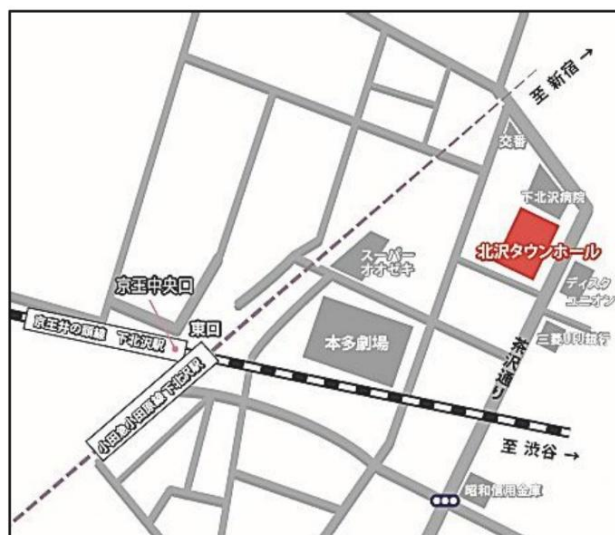 至 新宿 →
交番
下北沢病院
北沢タウンホール
スーパー
オオゼキ
ディスク
ユニオン
京王中央口
東口
京王井の頭線 下北沢駅
本多劇場
三菱UFJ銀行
茶沢通り
小田急小田原線 下北沢駅
至 渋谷 →
昭和信用金庫